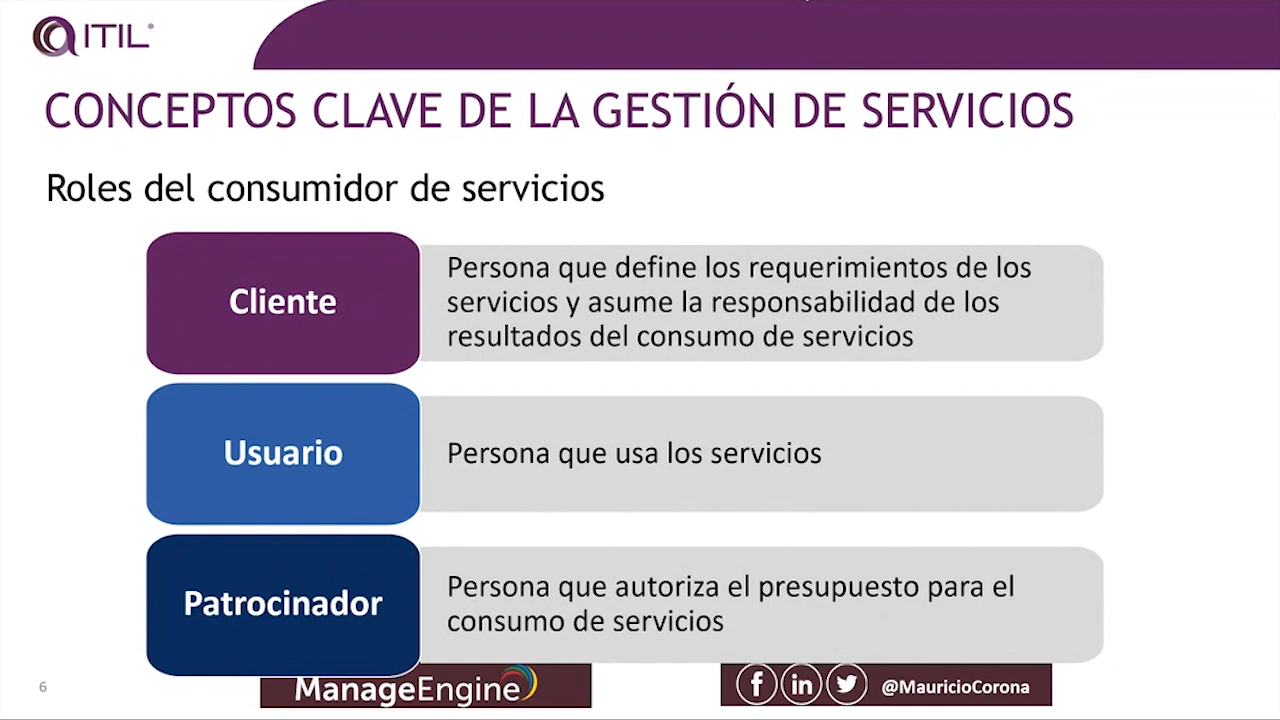 ITIL®
CONCEPTOS CLAVE DE LA GESTIÓN DE SERVICIOS
Roles del consumidor de servicios
Cliente
Persona que define los requerimientos de los
servicios y asume la responsabilidad de los
resultados del consumo de servicios
Usuario
Persona que usa los servicios
Patrocinador
Persona que autoriza el presupuesto para el
consumo de servicios
6
ManageEngine
@MauricioCorona